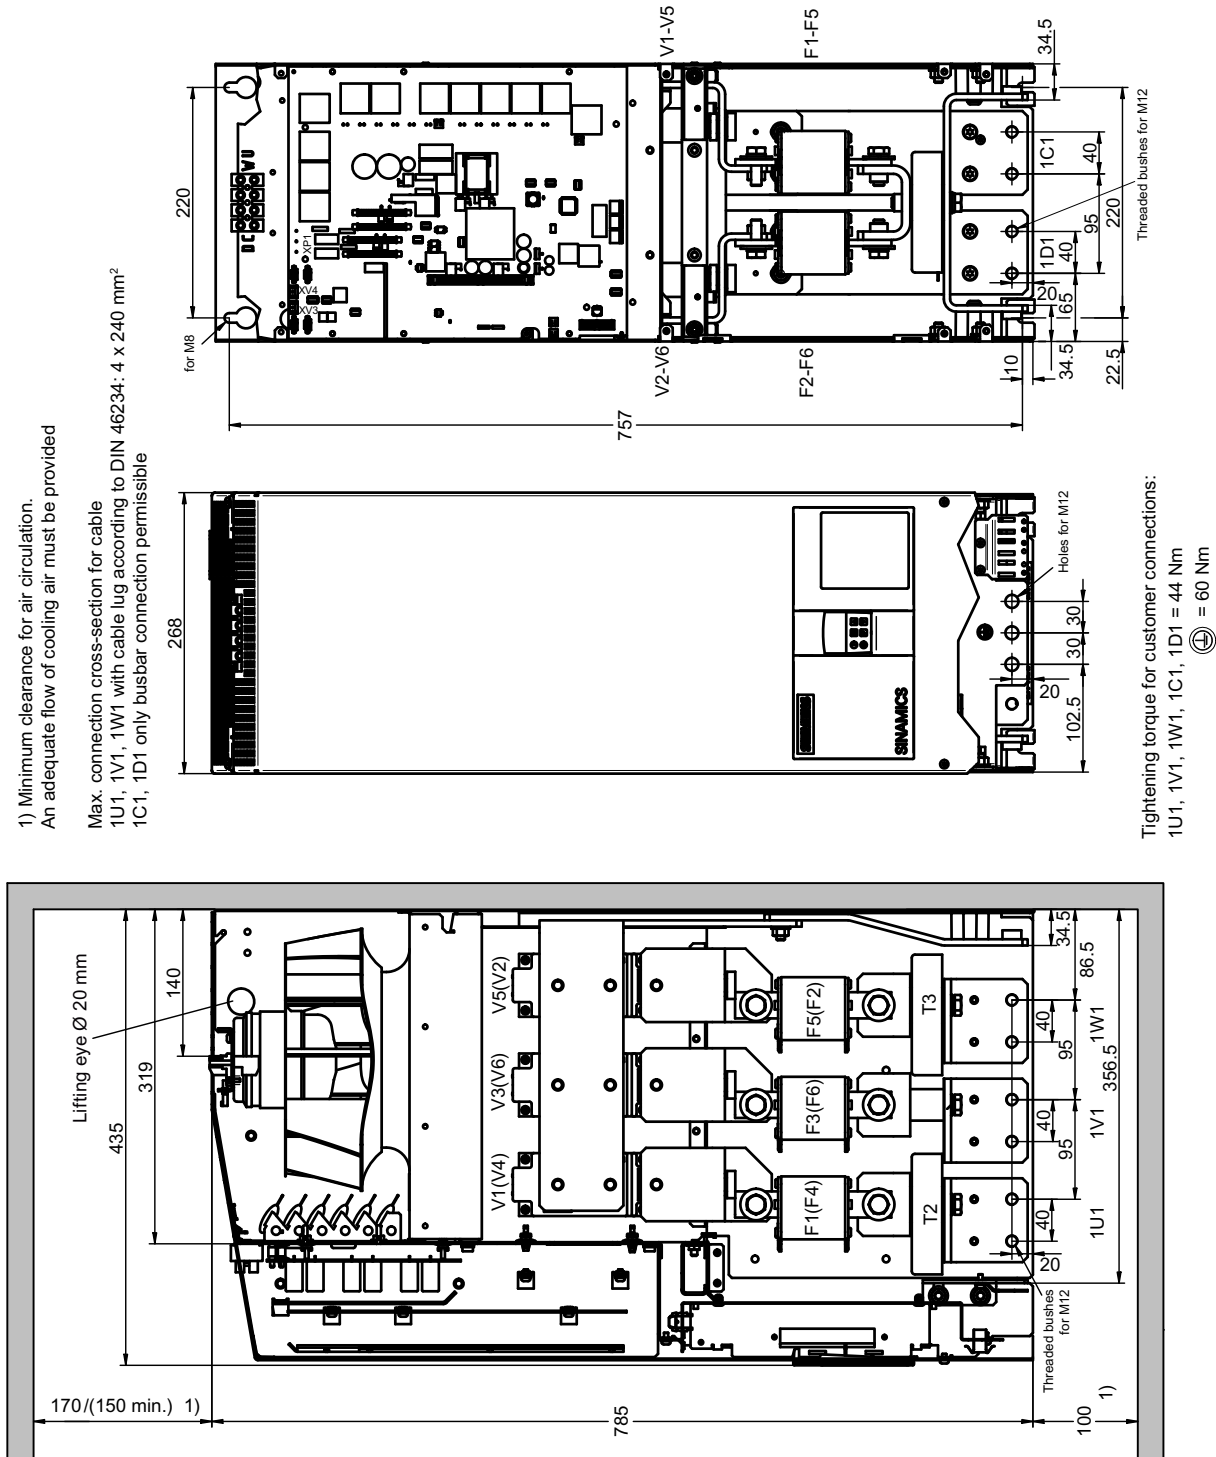 1) Minimum clearance for air circulation.
An adequate flow of cooling air must be provided
Max. connection cross-section for cable
1U1, 1V1, 1W1 with cable lug according to DIN 46234: 4 x 240 mm²
1C1, 1D1 only busbar connection permissible
220
for M8
D C W U
XP1
XV4
XV3
V1-V5
F1-F5
34.5
V2-V6
F2-F6
757
1C1
40
95
220
1D1
40
20
65
10
34.5
22.5
Threaded bushes for M12
268
SIEMENS
SINAMICS
Holes for M12
30
30
20
102.5
Tightening torque for customer connections:
1U1, 1V1, 1W1, 1C1, 1D1 = 44 Nm
= 60 Nm
Lifting eye Ø 20 mm
140
319
435
V5(V2)
V3(V6)
V1(V4)
F5(F2)
F3(F6)
F1(F4)
T3
T2
34.5
86.5
40
1W1
95
356.5
40
1V1
95
40
1U1
20
Threaded bushes
for M12
170/(150 min.) 1)
785
100
1)